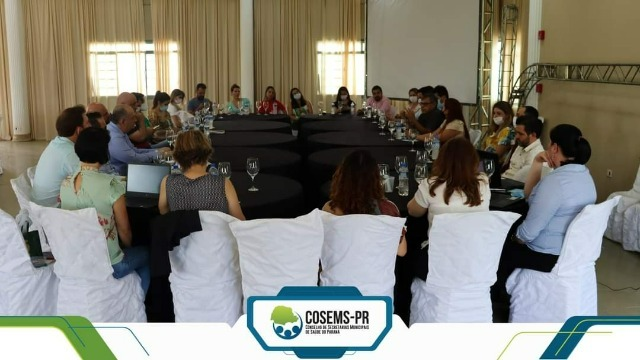 COSEMS-PR
CONSELHO DE SECRETARIAS MUNICIPAIS
DE SAÚDE DO PARANÁ